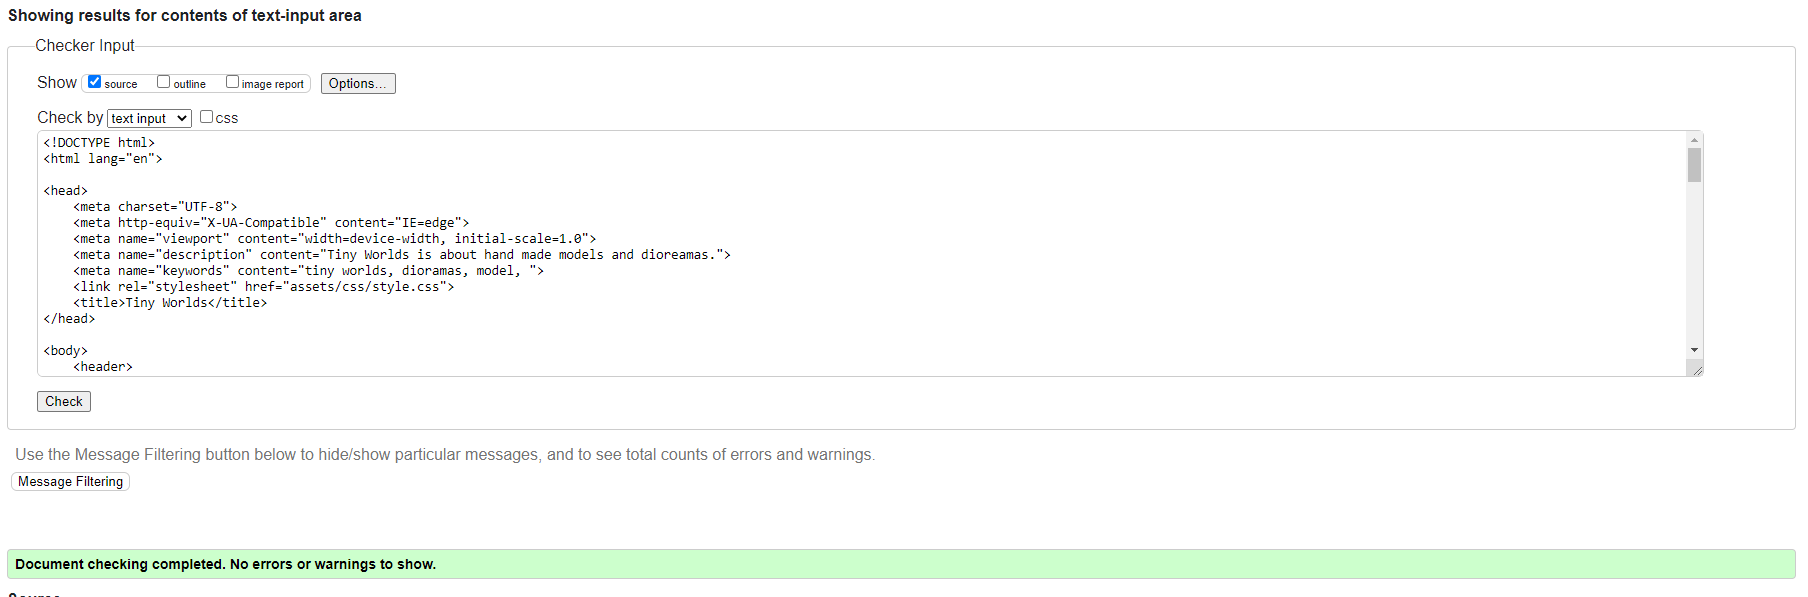 Showing results for contents of text-input area
Checker Input
Show source outline image report Options...
Check by text input css
<!DOCTYPE html>
<html lang="en">
<head>
<meta charset="UTF-8">
<meta http-equiv="X-UA-Compatible" content="IE=edge">
<meta name="viewport" content="width=device-width, initial-scale=1.0">
<meta name="description" content="Tiny Worlds is about hand made models and dioreamas.">
<meta name="keywords" content="tiny worlds, dioramas, model, ">
<link rel="stylesheet" href="assets/css/style.css">
<title>Tiny Worlds</title>
</head>
<body>
<header>
Check
Use the Message Filtering button below to hide/show particular messages, and to see total counts of errors and warnings.
Message Filtering
Document checking completed. No errors or warnings to show.